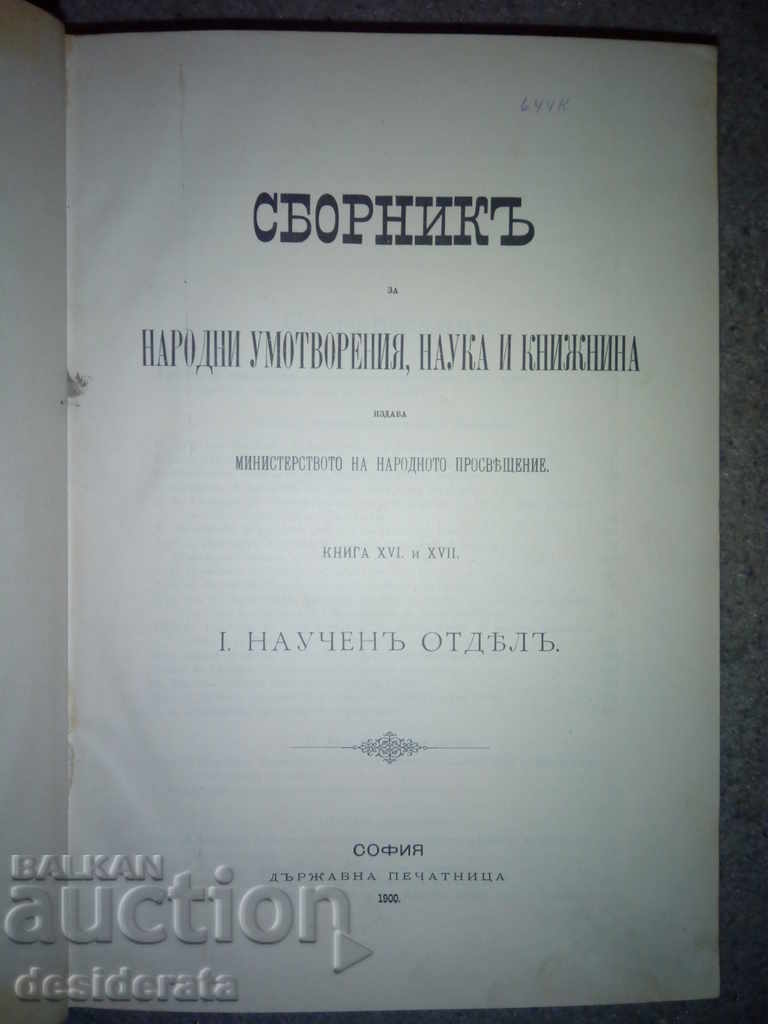 644К
СБОРНИКЪ
ЗА
НАРОДНИ УМОТВОРЕНИЯ, НАУКА И КНИЖНИНА
ИЗДАВА
МИНИСТЕРСТВОТО НА НАРОДНОТО ПРОСВѢЩЕНИЕ.
КНИГА XVI. и XVII.
I. НАУЧЕНЪ ОТДѢЛЪ.
СОФИЯ
ДЪРЖАВНА ПЕЧАТНИЦА
1900.
BALKAN
auction
desiderata